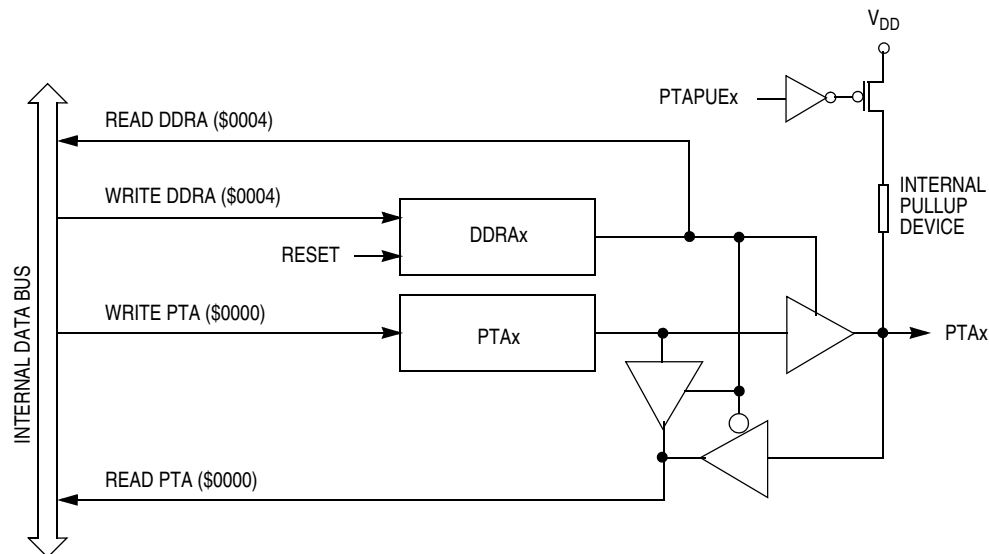 V_DD
PTAPUEx
READ DDRA ($0004)
INTERNAL
PULLUP
DEVICE
WRITE DDRA ($0004)
DDRAx
RESET
WRITE PTA ($0000)
PTAx
PTAx
INTERNAL DATA BUS
READ PTA ($0000)